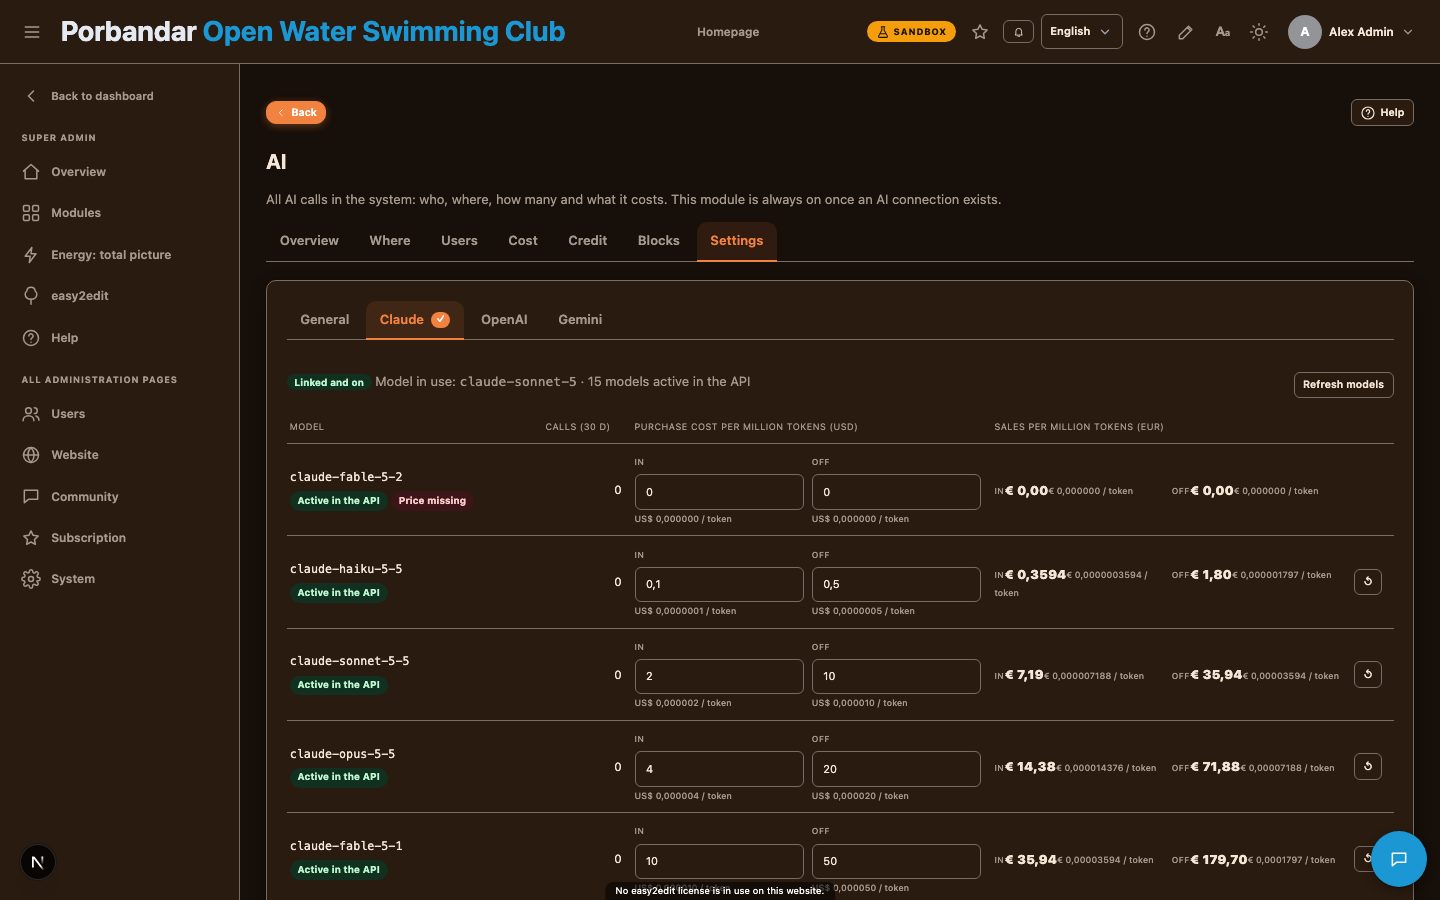 Porbandar Open Water Swimming Club
Homepage
SANDBOX
English
Aa
A
Alex Admin
Back to dashboard
SUPER ADMIN
Overview
Modules
Energy: total picture
easy2edit
Help
ALL ADMINISTRATION PAGES
Users
Website
Community
Subscription
System
N
Back
Help
AI
All AI calls in the system: who, where, how many and what it costs. This module is always on once an AI connection exists.
Overview Where Users Cost Credit Blocks Settings
General Claude OpenAI Gemini
Linked and on Model in use: claude-sonnet-5 · 15 models active in the API
Refresh models
MODEL CALLS (30 D) PURCHASE COST PER MILLION TOKENS (USD) SALES PER MILLION TOKENS (EUR)
IN OFF
claude-fable-5-2
Active in the API Price missing
0 0 0 IN € 0,00 € 0,000000 / token OFF € 0,00 € 0,000000 / token
US$ 0,000000 / token US$ 0,000000 / token
IN OFF
claude-haiku-5-5
Active in the API
0 0,1 0,5 IN € 0,3594 € 0,0000003594 / token OFF € 1,80 € 0,000001797 / token
US$ 0,0000001 / token US$ 0,0000005 / token
IN OFF
claude-sonnet-5-5
Active in the API
0 2 10 IN € 7,19 € 0,000007188 / token OFF € 35,94 € 0,00003594 / token
US$ 0,000002 / token US$ 0,000010 / token
IN OFF
claude-opus-5-5
Active in the API
0 4 20 IN € 14,38 € 0,000014376 / token OFF € 71,88 € 0,00007188 / token
US$ 0,000004 / token US$ 0,000020 / token
IN OFF
claude-fable-5-1
Active in the API
0 10 50 IN € 35,94 € 0,00003594 / token OFF € 179,70 € 0,0001797 / token
0,000050 / token
No easy2edit license is in use on this website.